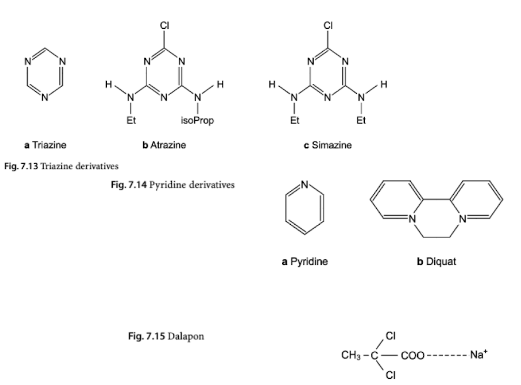 Cl
Cl
N N
N N
N N
H N H
H N H
N
N N
N N
Et isoProp
Et Et
a Triazine
b Atrazine
c Simazine
Fig. 7.13 Triazine derivatives
Fig. 7.14 Pyridine derivatives
N
N N
a Pyridine
b Diquat
Fig. 7.15 Dalapon
Cl
CH₃ – C – COO ------- Na⁺
Cl